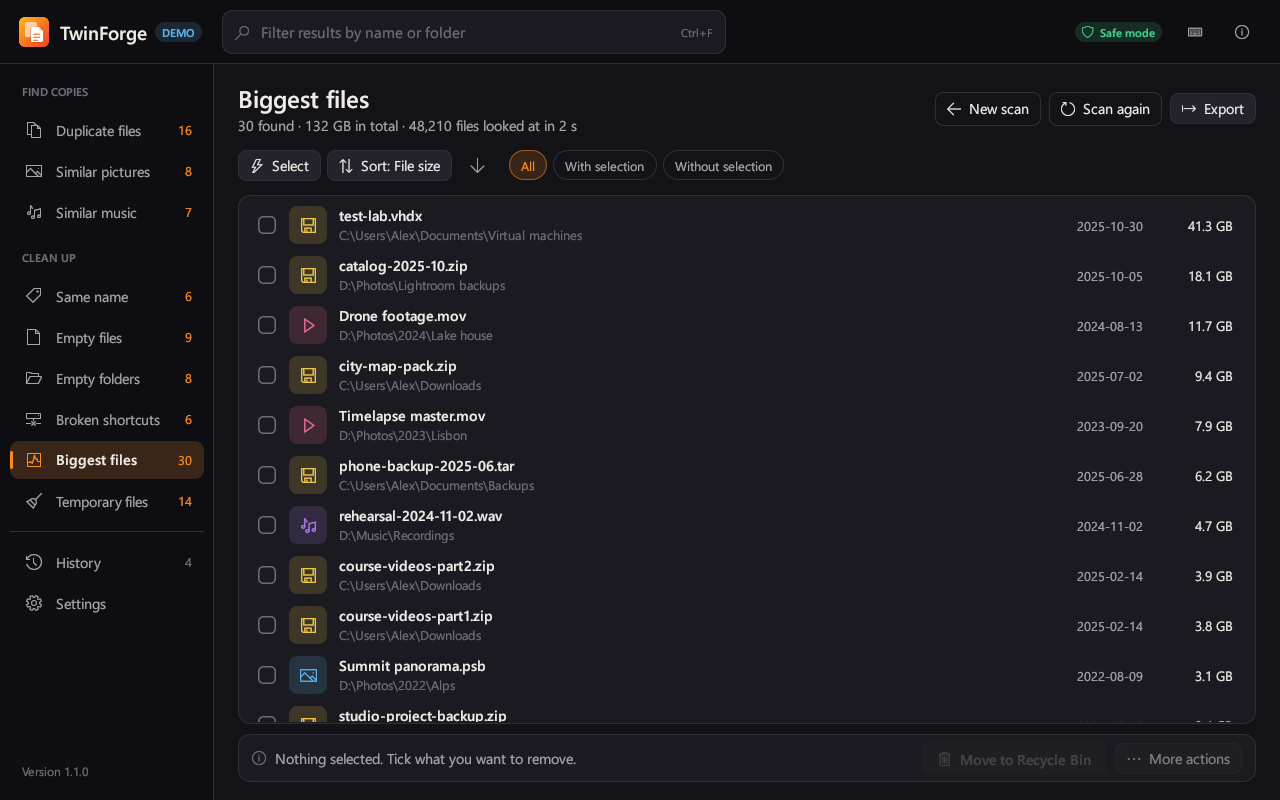 TwinForge DEMO
Filter results by name or folder Ctrl+F
Safe mode
FIND COPIES
Duplicate files 16
Similar pictures 8
Similar music 7
CLEAN UP
Same name 6
Empty files 9
Empty folders 8
Broken shortcuts 6
Biggest files 30
Temporary files 14
History 4
Settings
Version 1.1.0
Biggest files
30 found · 132 GB in total · 48,210 files looked at in 2 s
New scan
Scan again
Export
Select
Sort: File size
All
With selection
Without selection
test-lab.vhdx
C:\Users\Alex\Documents\Virtual machines
2025-10-30 41.3 GB
catalog-2025-10.zip
D:\Photos\Lightroom backups
2025-10-05 18.1 GB
Drone footage.mov
D:\Photos\2024\Lake house
2024-08-13 11.7 GB
city-map-pack.zip
C:\Users\Alex\Downloads
2025-07-02 9.4 GB
Timelapse master.mov
D:\Photos\2023\Lisbon
2023-09-20 7.9 GB
phone-backup-2025-06.tar
C:\Users\Alex\Documents\Backups
2025-06-28 6.2 GB
rehearsal-2024-11-02.wav
D:\Music\Recordings
2024-11-02 4.7 GB
course-videos-part2.zip
C:\Users\Alex\Downloads
2025-02-14 3.9 GB
course-videos-part1.zip
C:\Users\Alex\Downloads
2025-02-14 3.8 GB
Summit panorama.psb
D:\Photos\2022\Alps
2022-08-09 3.1 GB
studio-project-backup.zip
Nothing selected. Tick what you want to remove.
Move to Recycle Bin
More actions